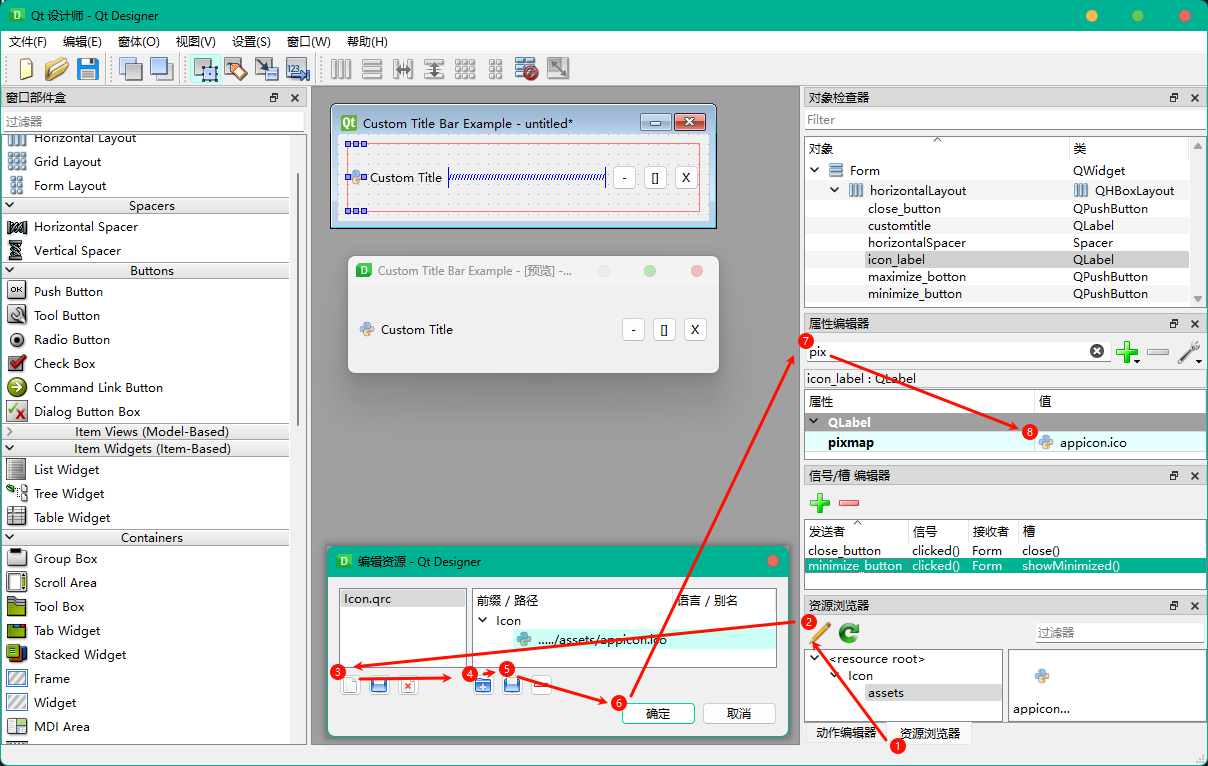 Qt 设计师 - Qt Designer
文件(F) 编辑(E) 窗体(O) 视图(V) 设置(S) 窗口(W) 帮助(H)
窗口部件盒
过滤器
Horizontal Layout
Grid Layout
Form Layout
Spacers
Horizontal Spacer
Vertical Spacer
Buttons
Push Button
Tool Button
Radio Button
Check Box
Command Link Button
Dialog Button Box
Item Views (Model-Based)
Item Widgets (Item-Based)
List Widget
Tree Widget
Table Widget
Containers
Group Box
Scroll Area
Tool Box
Tab Widget
Stacked Widget
Frame
Widget
MDI Area
Custom Title Bar Example - untitled*
Custom Title - [] X
Custom Title Bar Example - [预览] -...
Custom Title - [] X
编辑资源 - Qt Designer
Icon.qrc
前缀 / 路径 语言 / 别名
Icon
...../assets/appicon.ico
3 4 5
6
确定 取消
对象检查器
Filter
对象 类
Form QWidget
horizontalLayout QHBoxLayout
close_button QPushButton
customtitle QLabel
horizontalSpacer Spacer
icon_label QLabel
maximize_botton QPushButton
minimize_button QPushButton
属性编辑器
7
pix
icon_label : QLabel
属性 值
QLabel
8
pixmap appicon.ico
信号/槽 编辑器
发送者 信号 接收者 槽
close_button clicked() Form close()
minimize_button clicked() Form showMinimized()
资源浏览器
2
过滤器
<resource root>
Icon
assets
appicon...
动作编辑器 资源浏览器
1